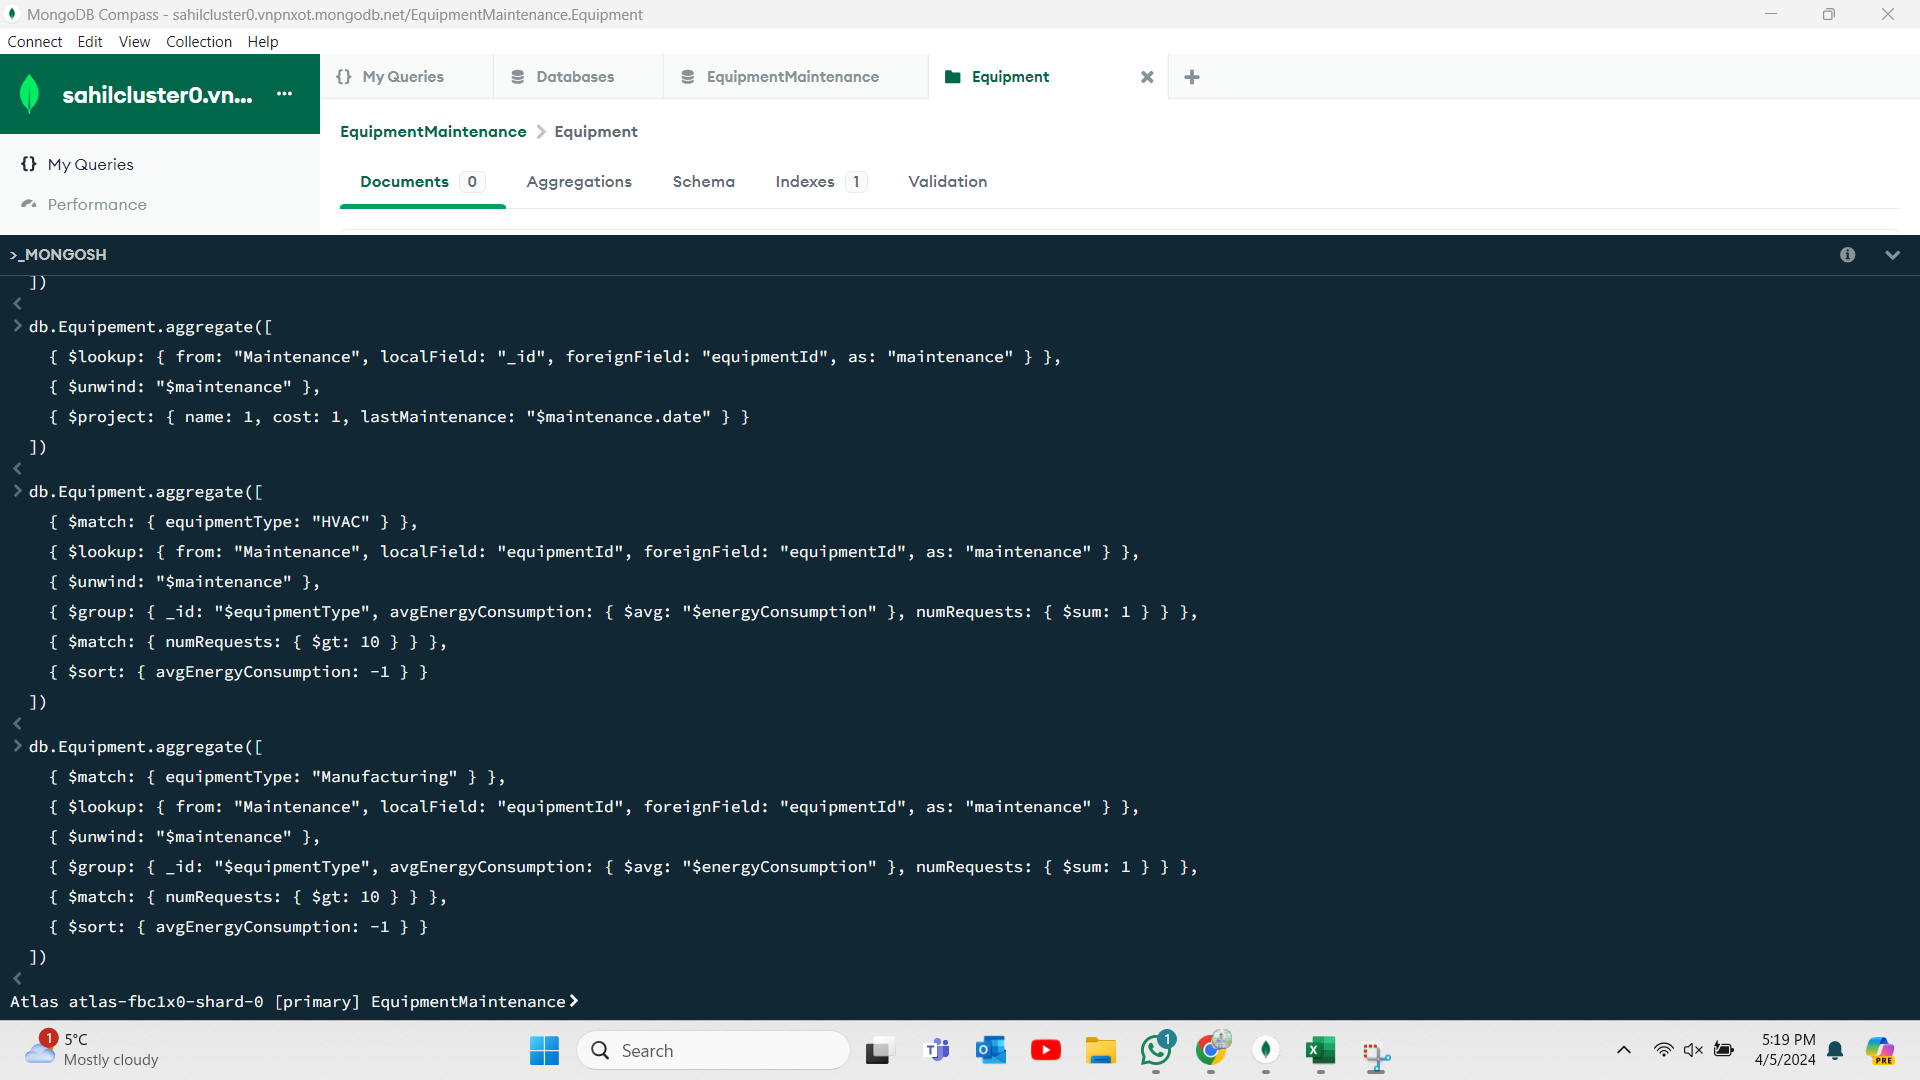 MongoDB Compass - sahilcluster0.vnpnxot.mongodb.net/EquipmentMaintenance.Equipment
Connect Edit View Collection Help
sahilcluster0.vn... ...
{} My Queries
Performance
{} My Queries Databases EquipmentMaintenance Equipment
EquipmentMaintenance > Equipment
Documents 0 Aggregations Schema Indexes 1 Validation
>_MONGOSH
])
<
> db.Equipement.aggregate([
{ $lookup: { from: "Maintenance", localField: "_id", foreignField: "equipmentId", as: "maintenance" } },
{ $unwind: "$maintenance" },
{ $project: { name: 1, cost: 1, lastMaintenance: "$maintenance.date" } }
])
<
> db.Equipment.aggregate([
{ $match: { equipmentType: "HVAC" } },
{ $lookup: { from: "Maintenance", localField: "equipmentId", foreignField: "equipmentId", as: "maintenance" } },
{ $unwind: "$maintenance" },
{ $group: { _id: "$equipmentType", avgEnergyConsumption: { $avg: "$energyConsumption" }, numRequests: { $sum: 1 } } },
{ $match: { numRequests: { $gt: 10 } } },
{ $sort: { avgEnergyConsumption: -1 } }
])
<
> db.Equipment.aggregate([
{ $match: { equipmentType: "Manufacturing" } },
{ $lookup: { from: "Maintenance", localField: "equipmentId", foreignField: "equipmentId", as: "maintenance" } },
{ $unwind: "$maintenance" },
{ $group: { _id: "$equipmentType", avgEnergyConsumption: { $avg: "$energyConsumption" }, numRequests: { $sum: 1 } } },
{ $match: { numRequests: { $gt: 10 } } },
{ $sort: { avgEnergyConsumption: -1 } }
])
<
Atlas atlas-fbc1x0-shard-0 [primary] EquipmentMaintenance>
1
5°C
Mostly cloudy
Search
1
PRE
5:19 PM
4/5/2024